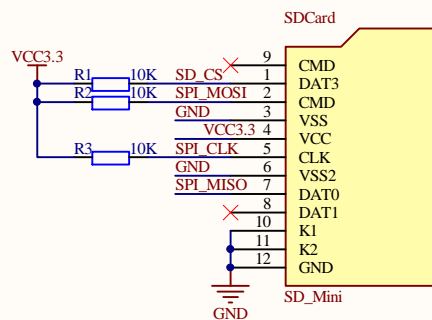 SDCard
VCC3.3
9 CMD
R1 10K SD_CS 1 DAT3
R2 10K SPI_MOSI 2 CMD
GND 3 VSS
VCC3.3 4 VCC
R3 10K SPI_CLK 5 CLK
GND 6 VSS2
SPI_MISO 7 DAT0
8 DAT1
10 K1
11 K2
12 GND
SD_Mini
GND